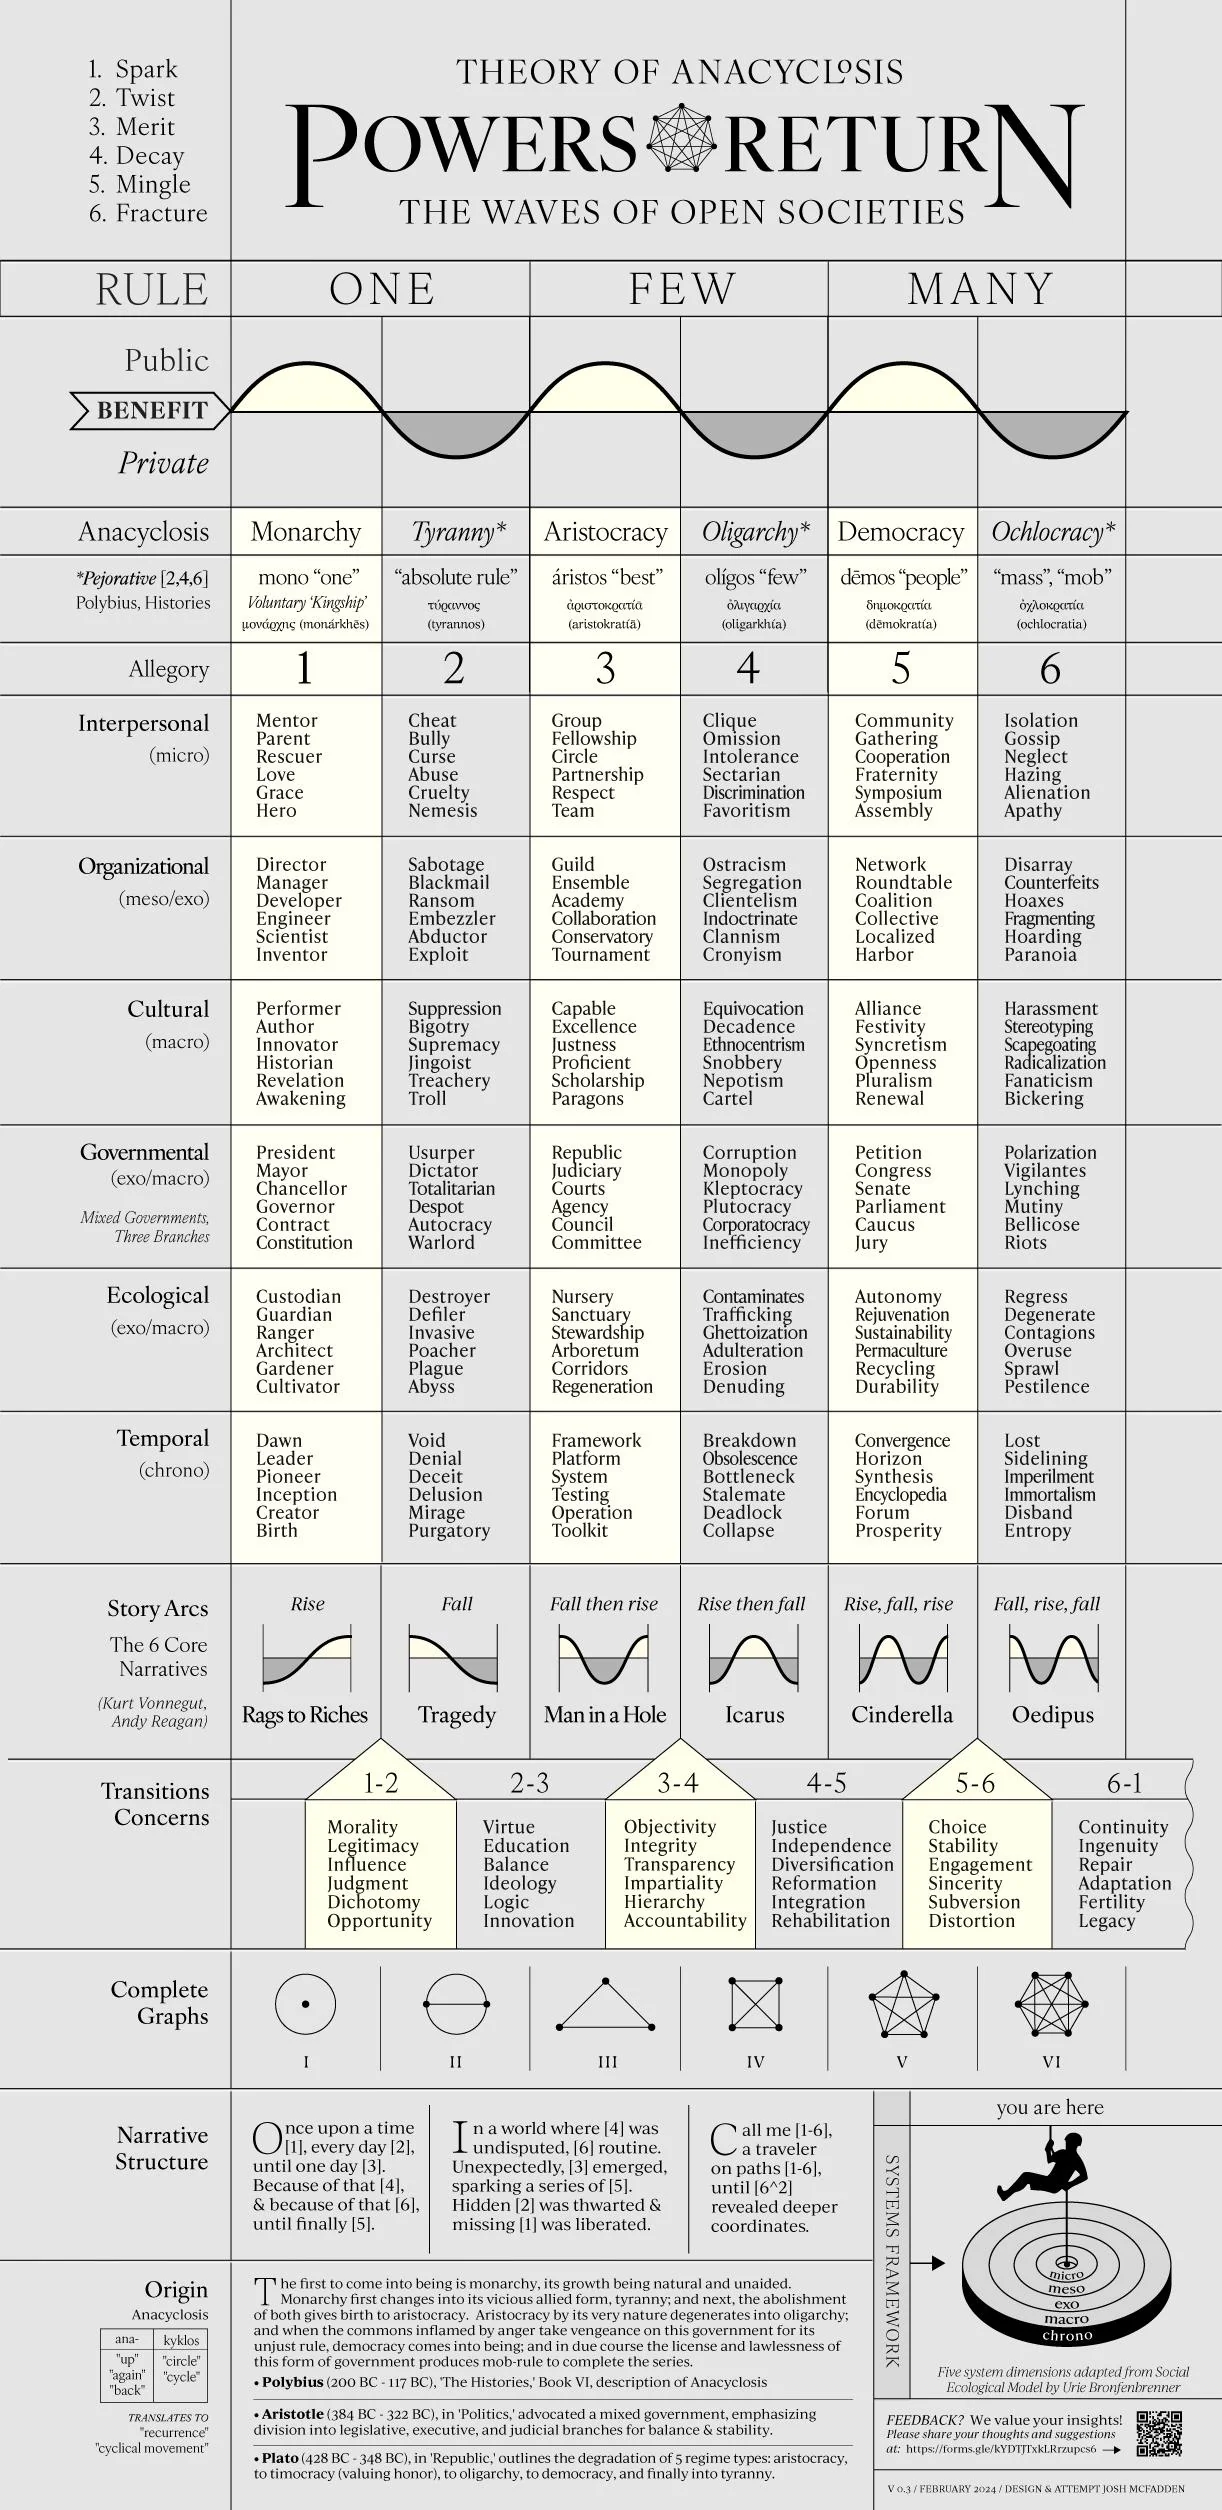 1. Spark
2. Twist
3. Merit
4. Decay
5. Mingle
6. Fracture
THEORY OF ANACYCLOSIS
POWERS RETURN
THE WAVES OF OPEN SOCIETIES
RULE ONE FEW MANY
Public
BENEFIT
Private
Anacyclosis Monarchy Tyranny* Aristocracy Oligarchy* Democracy Ochlocracy*
*Pejorative [2,4,6]
Polybius, Histories
mono “one”
Voluntary ‘Kingship’
μονάρχης (monárkhēs)
“absolute rule”
τύραννος
(tyrannos)
áristos “best”
ἀριστοκρατίᾱ
(aristokratíā)
olígos “few”
ὀλιγαρχία
(oligarkhía)
dēmos “people”
δημοκρατία
(dēmokratía)
“mass”, “mob”
ὀχλοκρατία
(ochlocratia)
Allegory 1 2 3 4 5 6
Interpersonal
(micro)
Mentor
Parent
Rescuer
Love
Grace
Hero
Cheat
Bully
Curse
Abuse
Cruelty
Nemesis
Group
Fellowship
Circle
Partnership
Respect
Team
Clique
Omission
Intolerance
Sectarian
Discrimination
Favoritism
Community
Gathering
Cooperation
Fraternity
Symposium
Assembly
Isolation
Gossip
Neglect
Hazing
Alienation
Apathy
Organizational
(meso/exo)
Director
Manager
Developer
Engineer
Scientist
Inventor
Sabotage
Blackmail
Ransom
Embezzler
Abductor
Exploit
Guild
Ensemble
Academy
Collaboration
Conservatory
Tournament
Ostracism
Segregation
Clientelism
Indoctrinate
Clannism
Cronyism
Network
Roundtable
Coalition
Collective
Localized
Harbor
Disarray
Counterfeits
Hoaxes
Fragmenting
Hoarding
Paranoia
Cultural
(macro)
Performer
Author
Innovator
Historian
Revelation
Awakening
Suppression
Bigotry
Supremacy
Jingoist
Treachery
Troll
Capable
Excellence
Justness
Proficient
Scholarship
Paragons
Equivocation
Decadence
Ethnocentrism
Snobbery
Nepotism
Cartel
Alliance
Festivity
Syncretism
Openness
Pluralism
Renewal
Harassment
Stereotyping
Scapegoating
Radicalization
Fanaticism
Bickering
Governmental
(exo/macro)
Mixed Governments,
Three Branches
President
Mayor
Chancellor
Governor
Contract
Constitution
Usurper
Dictator
Totalitarian
Despot
Autocracy
Warlord
Republic
Judiciary
Courts
Agency
Council
Committee
Corruption
Monopoly
Kleptocracy
Plutocracy
Corporatocracy
Inefficiency
Petition
Congress
Senate
Parliament
Caucus
Jury
Polarization
Vigilantes
Lynching
Mutiny
Bellicose
Riots
Ecological
(exo/macro)
Custodian
Guardian
Ranger
Architect
Gardener
Cultivator
Destroyer
Defiler
Invasive
Poacher
Plague
Abyss
Nursery
Sanctuary
Stewardship
Arboretum
Corridors
Regeneration
Contaminates
Trafficking
Ghettoization
Adulteration
Erosion
Denuding
Autonomy
Rejuvenation
Sustainability
Permaculture
Recycling
Durability
Regress
Degenerate
Contagions
Overuse
Sprawl
Pestilence
Temporal
(chrono)
Dawn
Leader
Pioneer
Inception
Creator
Birth
Void
Denial
Deceit
Delusion
Mirage
Purgatory
Framework
Platform
System
Testing
Operation
Toolkit
Breakdown
Obsolescence
Bottleneck
Stalemate
Deadlock
Collapse
Convergence
Horizon
Synthesis
Encyclopedia
Forum
Prosperity
Lost
Sidelining
Imperilment
Immortalism
Disband
Entropy
Story Arcs
The 6 Core
Narratives
(Kurt Vonnegut,
Andy Reagan)
Rise
Rags to Riches
Fall
Tragedy
Fall then rise
Man in a Hole
Rise then fall
Icarus
Rise, fall, rise
Cinderella
Fall, rise, fall
Oedipus
Transitions
Concerns
1-2
Morality
Legitimacy
Influence
Judgment
Dichotomy
Opportunity
2-3
Virtue
Education
Balance
Ideology
Logic
Innovation
3-4
Objectivity
Integrity
Transparency
Impartiality
Hierarchy
Accountability
4-5
Justice
Independence
Diversification
Reformation
Integration
Rehabilitation
5-6
Choice
Stability
Engagement
Sincerity
Subversion
Distortion
6-1
Continuity
Ingenuity
Repair
Adaptation
Fertility
Legacy
Complete
Graphs
I II III IV V VI
Narrative
Structure
Once upon a time
[1], every day [2],
until one day [3].
Because of that [4],
& because of that [6],
until finally [5].
In a world where [4] was
undisputed, [6] routine.
Unexpectedly, [3] emerged,
sparking a series of [5].
Hidden [2] was thwarted &
missing [1] was liberated.
Call me [1-6],
a traveler
on paths [1-6],
until [6^2]
revealed deeper
coordinates.
SYSTEMS FRAMEWORK
you are here
micro
meso
exo
macro
chrono
Five system dimensions adapted from Social
Ecological Model by Urie Bronfenbrenner
Origin
Anacyclosis
ana- kyklos
"up" "circle"
"again" "cycle"
"back"
TRANSLATES TO
"recurrence"
"cyclical movement"
The first to come into being is monarchy, its growth being natural and unaided.
Monarchy first changes into its vicious allied form, tyranny; and next, the abolishment
of both gives birth to aristocracy. Aristocracy by its very nature degenerates into oligarchy;
and when the commons inflamed by anger take vengeance on this government for its
unjust rule, democracy comes into being; and in due course the license and lawlessness of
this form of government produces mob-rule to complete the series.
• Polybius (200 BC - 117 BC), 'The Histories,' Book VI, description of Anacyclosis
• Aristotle (384 BC - 322 BC), in 'Politics,' advocated a mixed government, emphasizing
division into legislative, executive, and judicial branches for balance & stability.
• Plato (428 BC - 348 BC), in 'Republic,' outlines the degradation of 5 regime types: aristocracy,
to timocracy (valuing honor), to oligarchy, to democracy, and finally into tyranny.
FEEDBACK? We value your insights!
Please share your thoughts and suggestions
at: https://forms.gle/kYDTJTxkLRrzupcs6
V 0.3 / FEBRUARY 2024 / DESIGN & ATTEMPT JOSH MCFADDEN